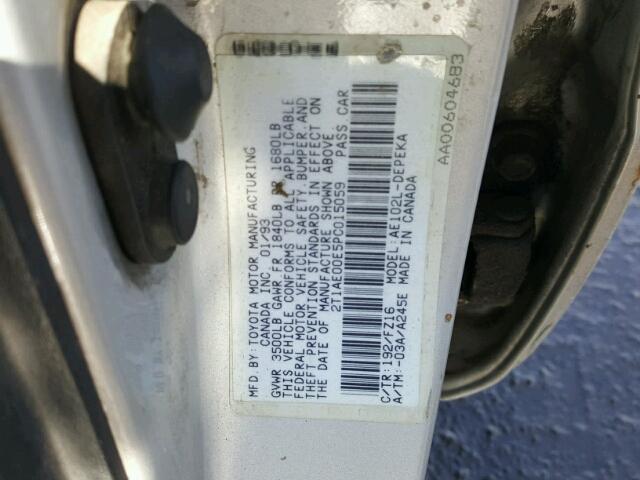 MFD.BY: TOYOTA MOTOR MANUFACTURING
CANADA INC. 01/93
GVWR 3500LB GAWR FR 1840LB RR 1680LB
THIS VEHICLE CONFORMS TO ALL APPLICABLE
FEDERAL MOTOR VEHICLE SAFETY, BUMPER, AND
THEFT PREVENTION STANDARDS IN EFFECT ON
THE DATE OF MANUFACTURE SHOWN ABOVE.
2T1AE00E5PC015059 PASS CAR
C/TR: 192/FZ16 MODEL: AE102L-DEPEKA
A/TM: -03A/A245E MADE IN CANADA
AA00604683